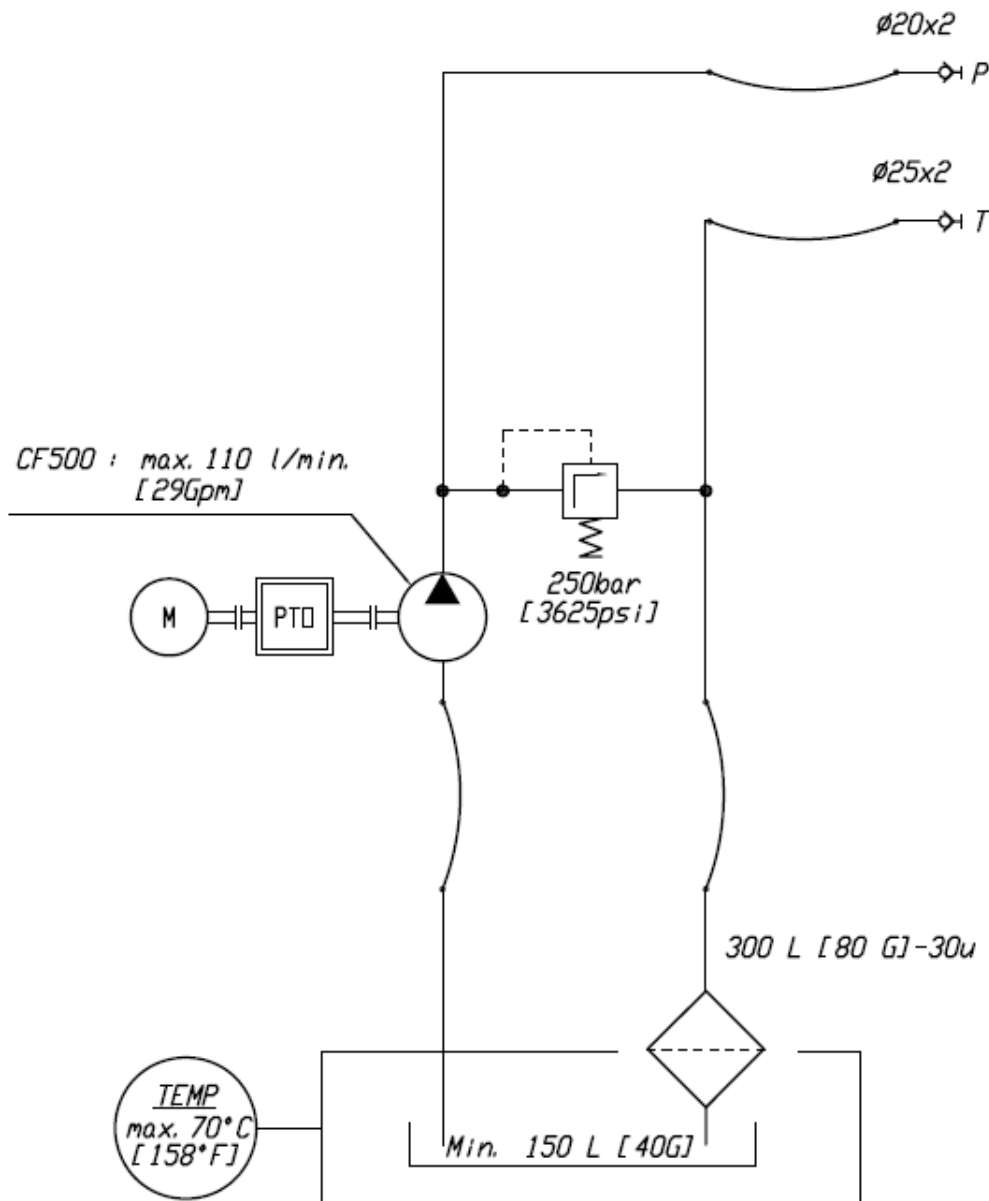 ø20x2
P
ø25x2
T
CF500 : max. 110 l/min.
[29Gpm]
250bar
[3625psi]
M
PTO
300 L [80 G]-30u
TEMP
max. 70°C
[158°F]
Min. 150 L [40G]